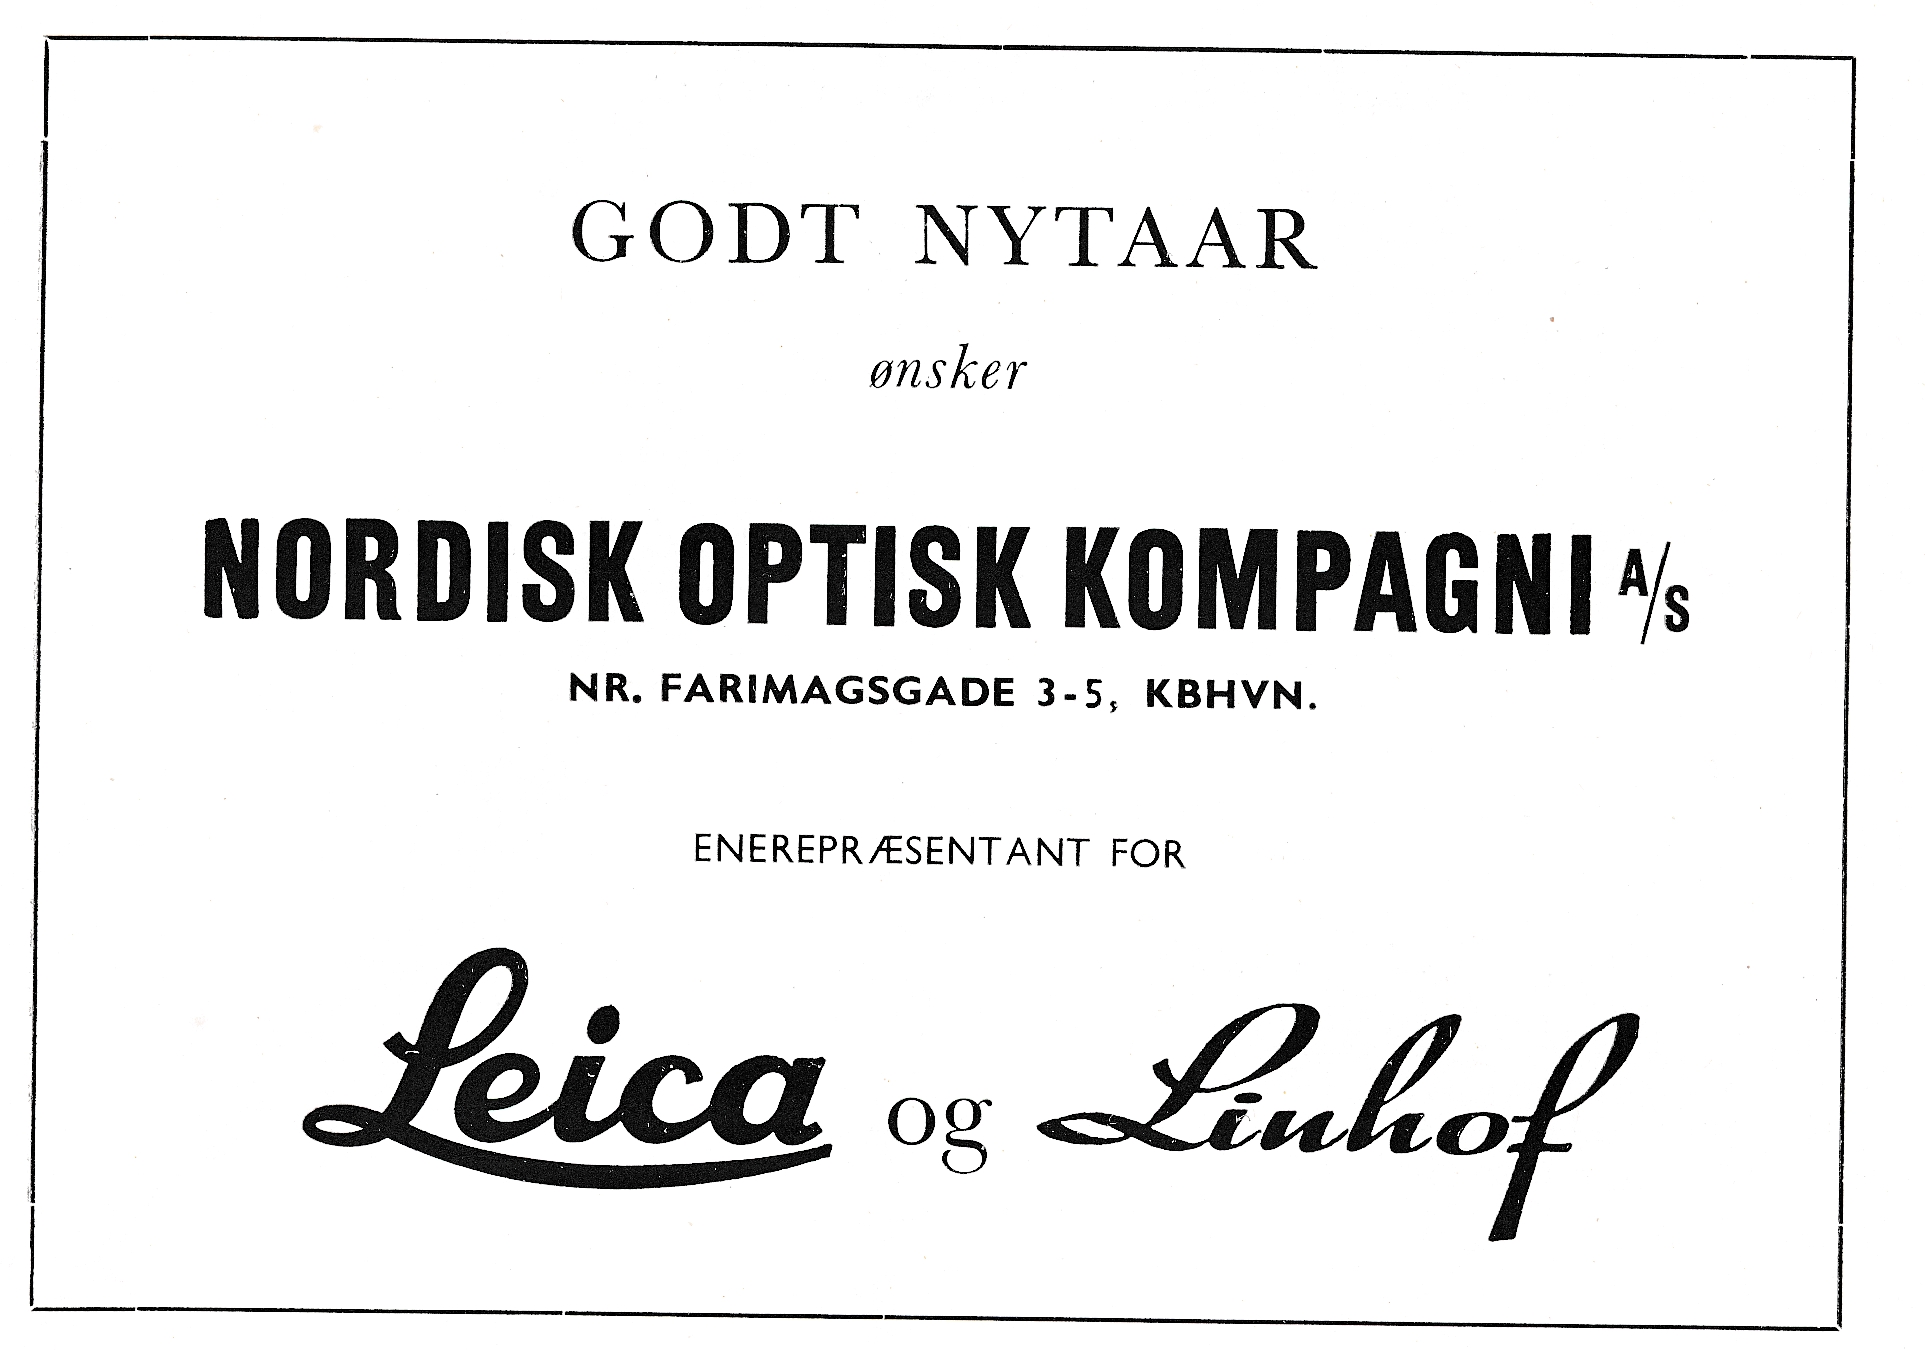 GODT NYTAAR
ønsker
NORDISK OPTISK KOMPAGNI A/S
NR. FARIMAGSGADE 3-5, KBHVN.
ENEREPRÆSENTANT FOR
Leica og Linhof